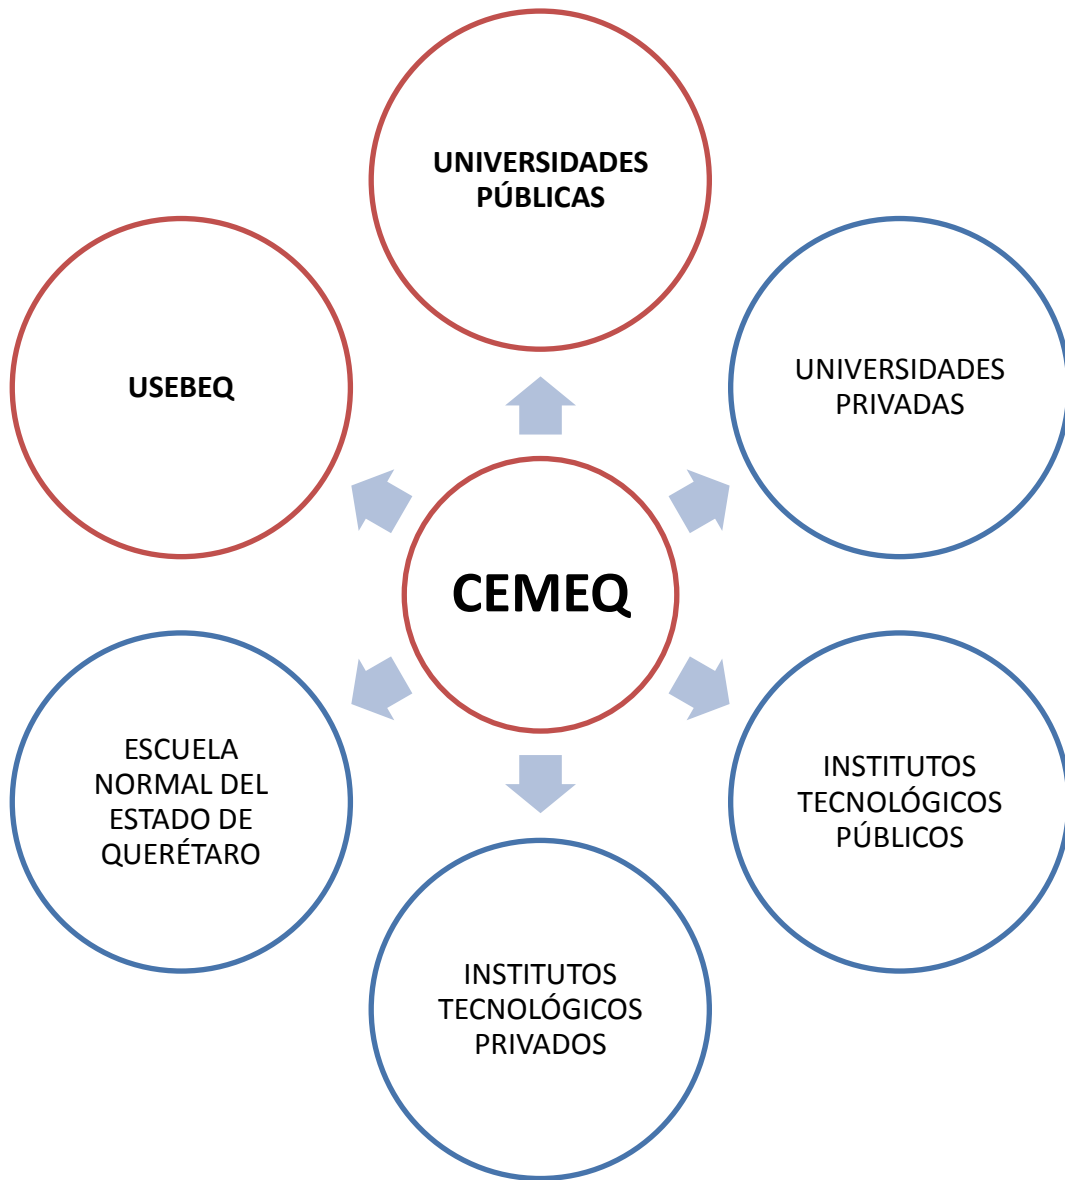 UNIVERSIDADES
PÚBLICAS
UNIVERSIDADES
PRIVADAS
USEBEQ
CEMEQ
ESCUELA
NORMAL DEL
ESTADO DE
QUERÉTARO
INSTITUTOS
TECNOLÓGICOS
PÚBLICOS
INSTITUTOS
TECNOLÓGICOS
PRIVADOS